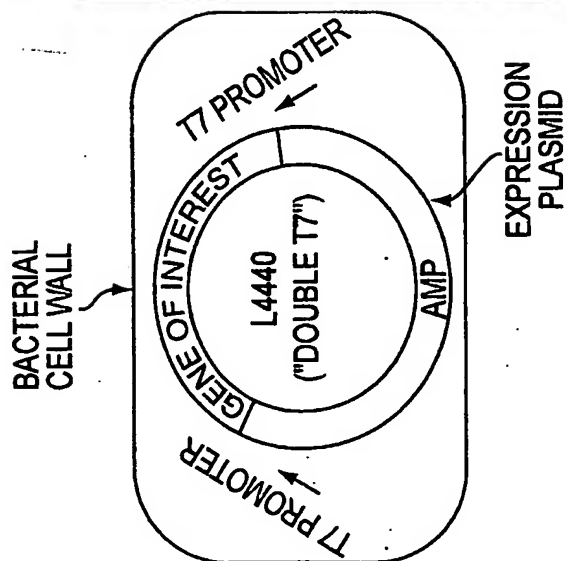 BACTERIAL
CELL WALL
T7 PROMOTER
GENE OF INTEREST
T7 PROMOTER
L4440
("DOUBLE T7")
AMP
EXPRESSION
PLASMID